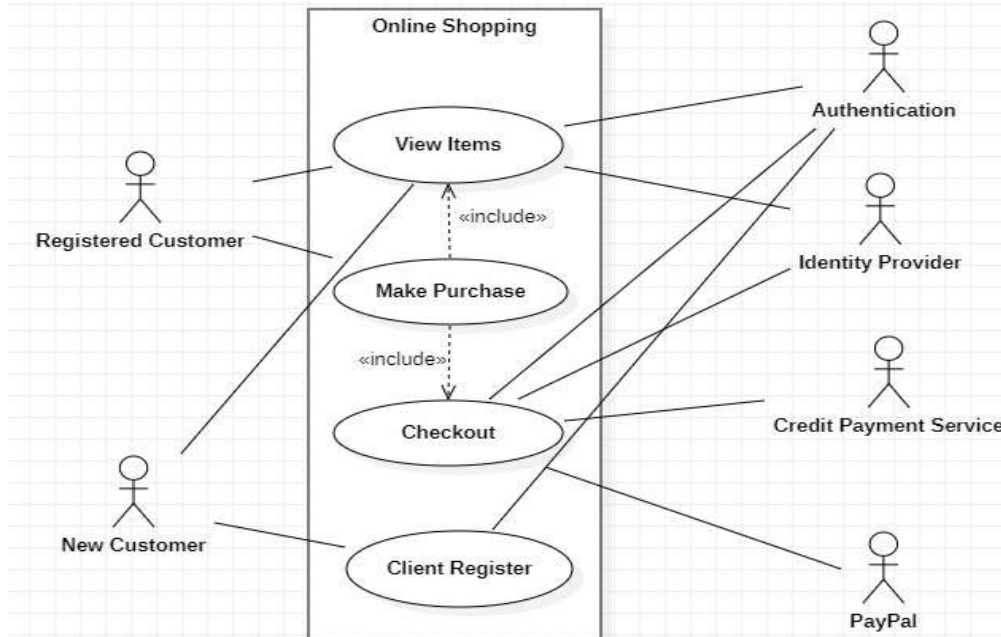 Online Shopping
Authentication
View Items
Registered Customer
«include»
Identity Provider
Make Purchase
«include»
Checkout
Credit Payment Service
New Customer
Client Register
PayPal